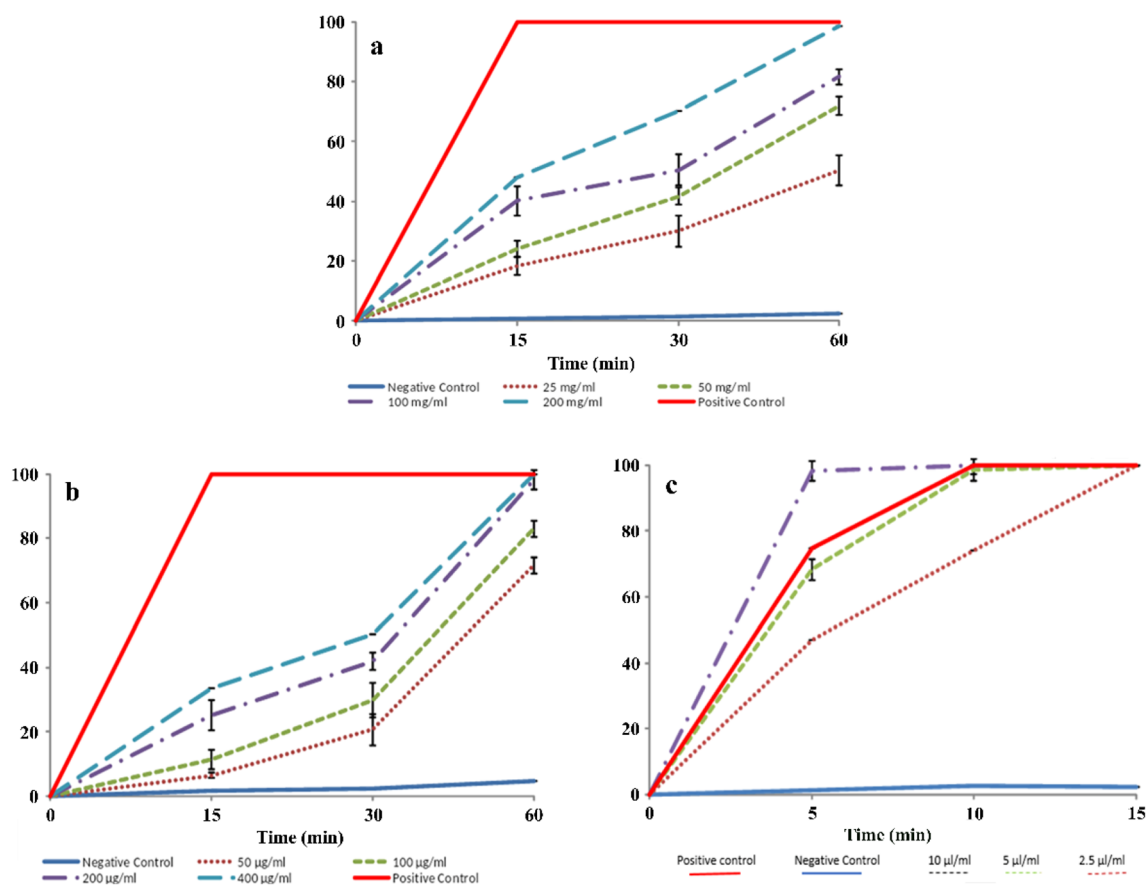 100
a
80
60
40
20
0
0 15 30 60
Time (min)
Negative Control 25 mg/ml 50 mg/ml
100 mg/ml 200 mg/ml Positive Control
100
b
80
60
40
20
0
0 15 30 60
Time (min)
Negative Control 50 µg/ml 100 µg/ml
200 µg/ml 400 µg/ml Positive Control
100
c
80
60
40
20
0
0 5 10 15
Time (min)
Positive control Negative Control 10 µl/ml 5 µl/ml 2.5 µl/ml